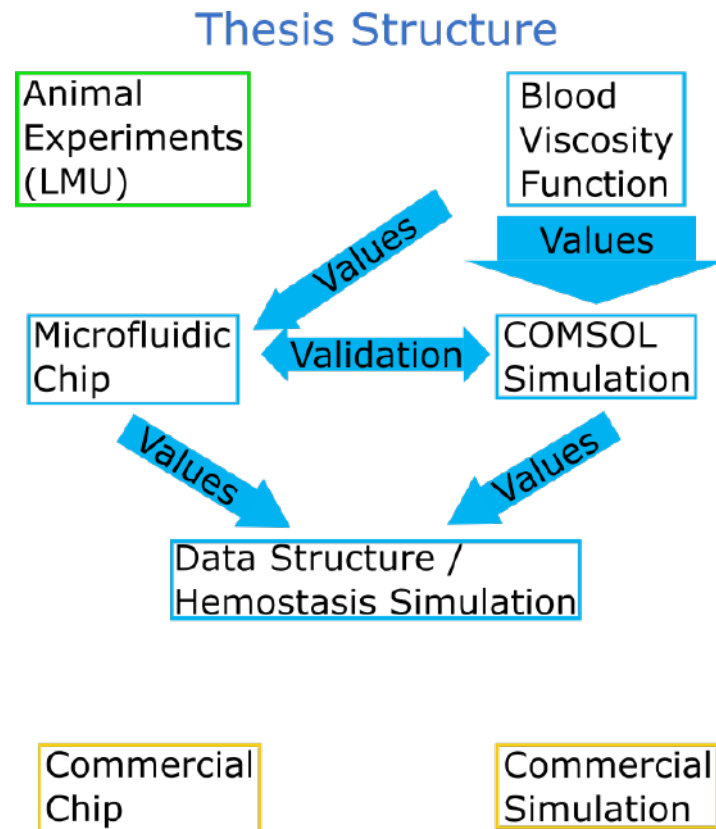 Thesis Structure
Animal
Experiments
(LMU)
Blood
Viscosity
Function
Values
Values
Microfluidic
Chip
Validation
COMSOL
Simulation
Values
Values
Data Structure /
Hemostasis Simulation
Commercial
Chip
Commercial
Simulation